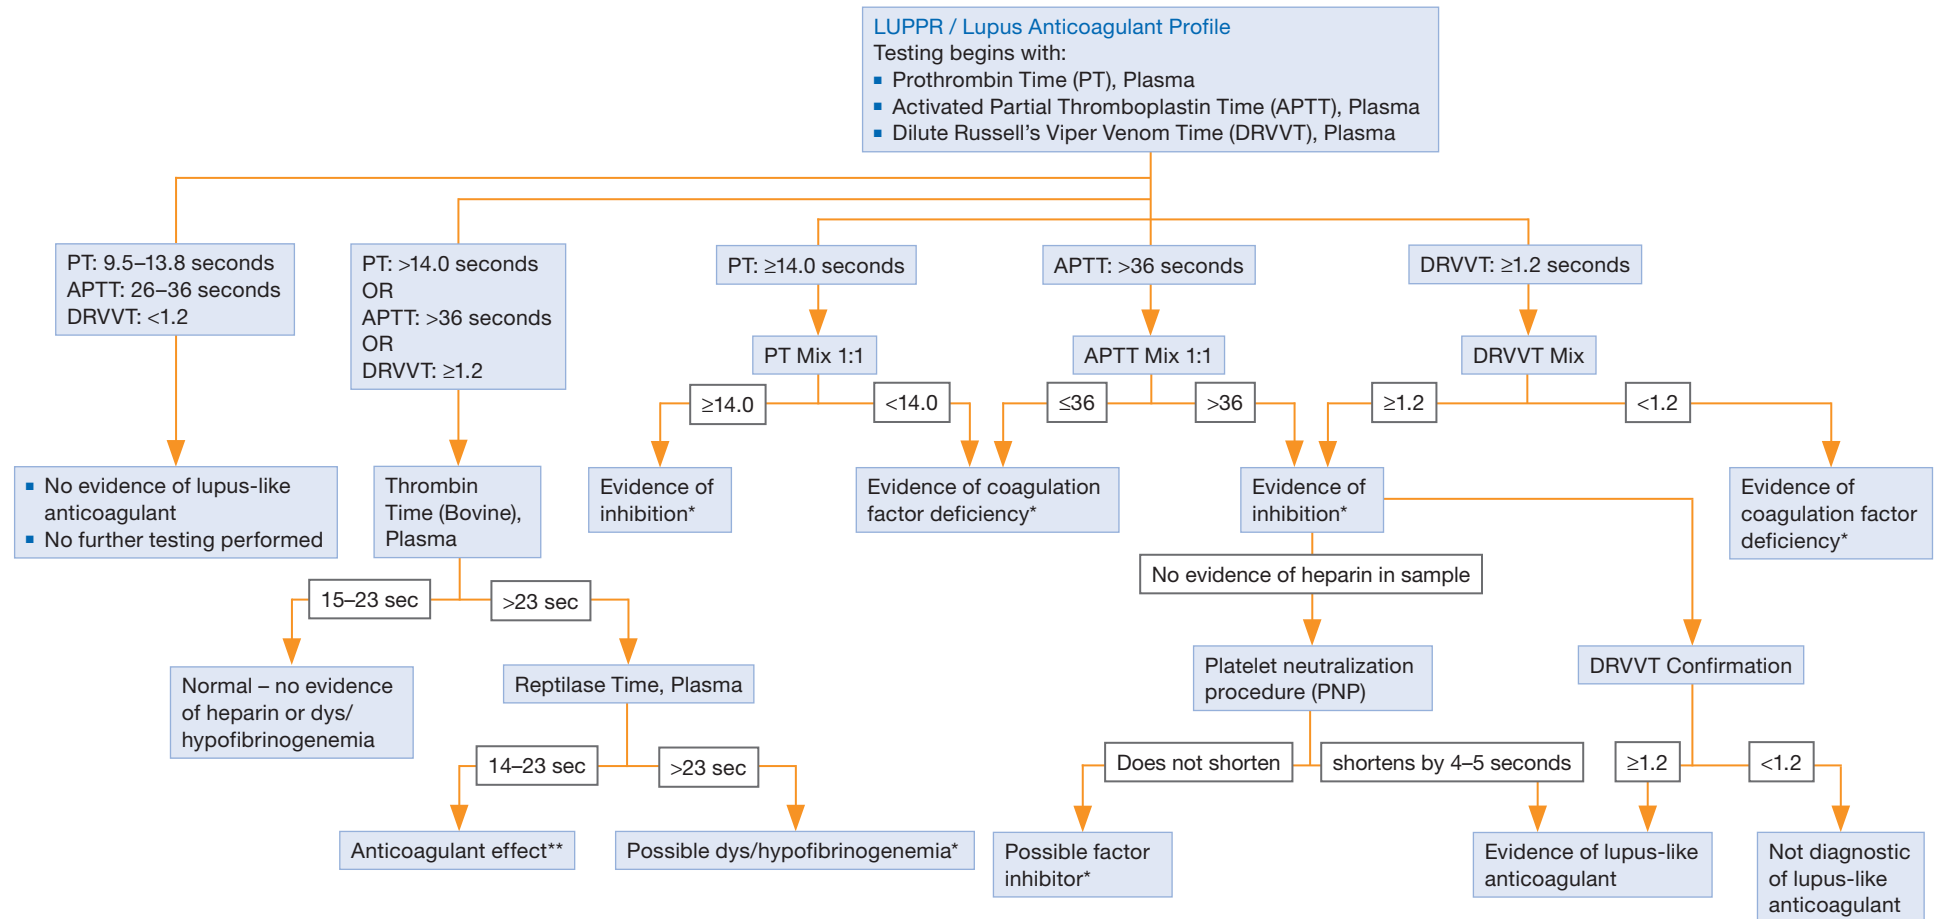 LUPPR / Lupus Anticoagulant Profile
Testing begins with:
▪ Prothrombin Time (PT), Plasma
▪ Activated Partial Thromboplastin Time (APTT), Plasma
▪ Dilute Russell’s Viper Venom Time (DRVVT), Plasma
PT: 9.5–13.8 seconds
APTT: 26–36 seconds
DRVVT: <1.2
PT: >14.0 seconds
OR
APTT: >36 seconds
OR
DRVVT: ≥1.2
PT: ≥14.0 seconds
APTT: >36 seconds
DRVVT: ≥1.2 seconds
PT Mix 1:1
APTT Mix 1:1
DRVVT Mix
≥14.0
<14.0
≤36
>36
≥1.2
<1.2
▪ No evidence of lupus-like
anticoagulant
▪ No further testing performed
Thrombin
Time (Bovine),
Plasma
Evidence of
inhibition*
Evidence of coagulation
factor deficiency*
Evidence of
inhibition*
Evidence of
coagulation factor
deficiency*
No evidence of heparin in sample
15–23 sec
>23 sec
Normal – no evidence
of heparin or dys/
hypofibrinogenemia
Reptilase Time, Plasma
Platelet neutralization
procedure (PNP)
DRVVT Confirmation
14–23 sec
>23 sec
Does not shorten
shortens by 4–5 seconds
≥1.2
<1.2
Anticoagulant effect**
Possible dys/hypofibrinogenemia*
Possible factor
inhibitor*
Evidence of lupus-like
anticoagulant
Not diagnostic
of lupus-like
anticoagulant